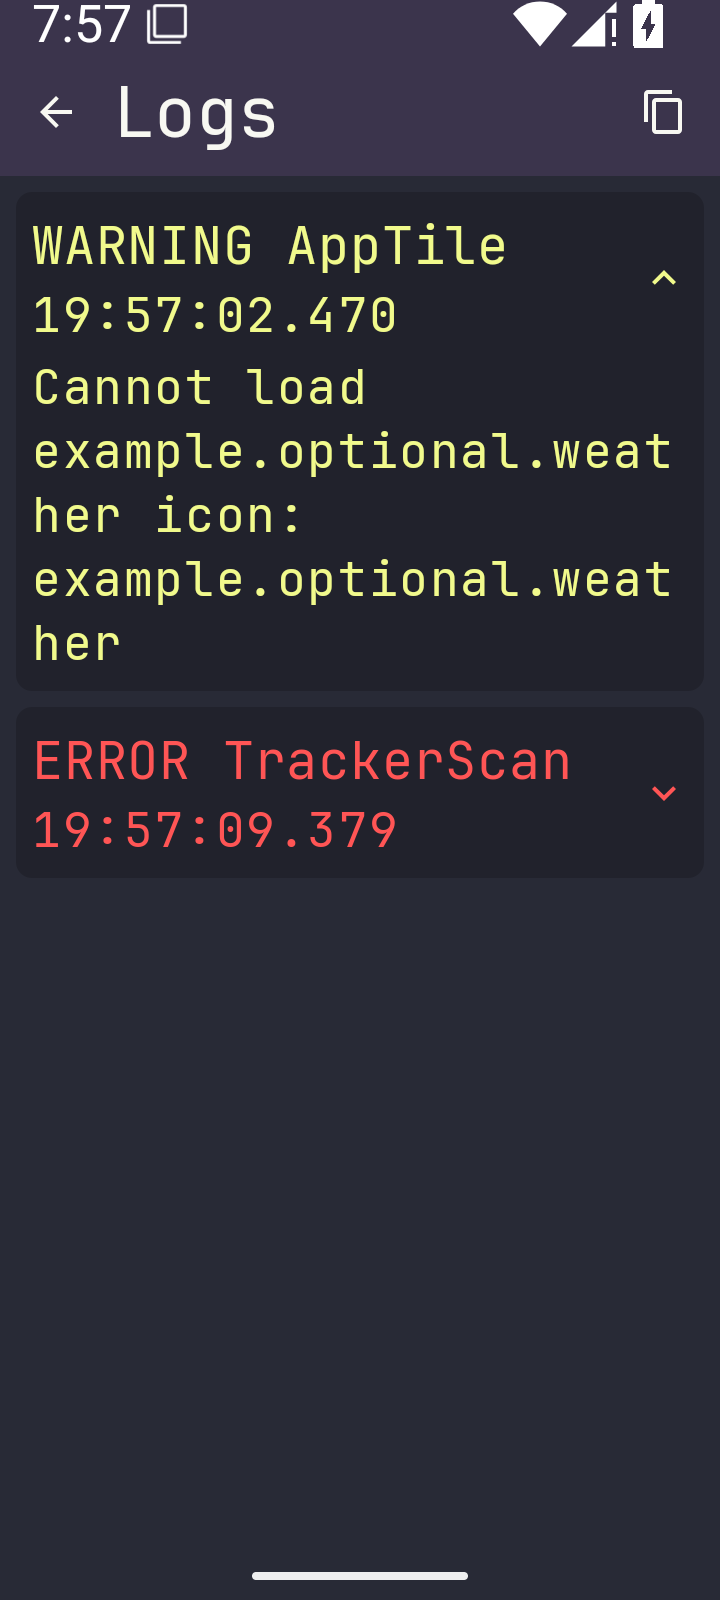 7:57
Logs
WARNING AppTile
19:57:02.470
Cannot load
example.optional.weat
her icon:
example.optional.weat
her
ERROR TrackerScan
19:57:09.379